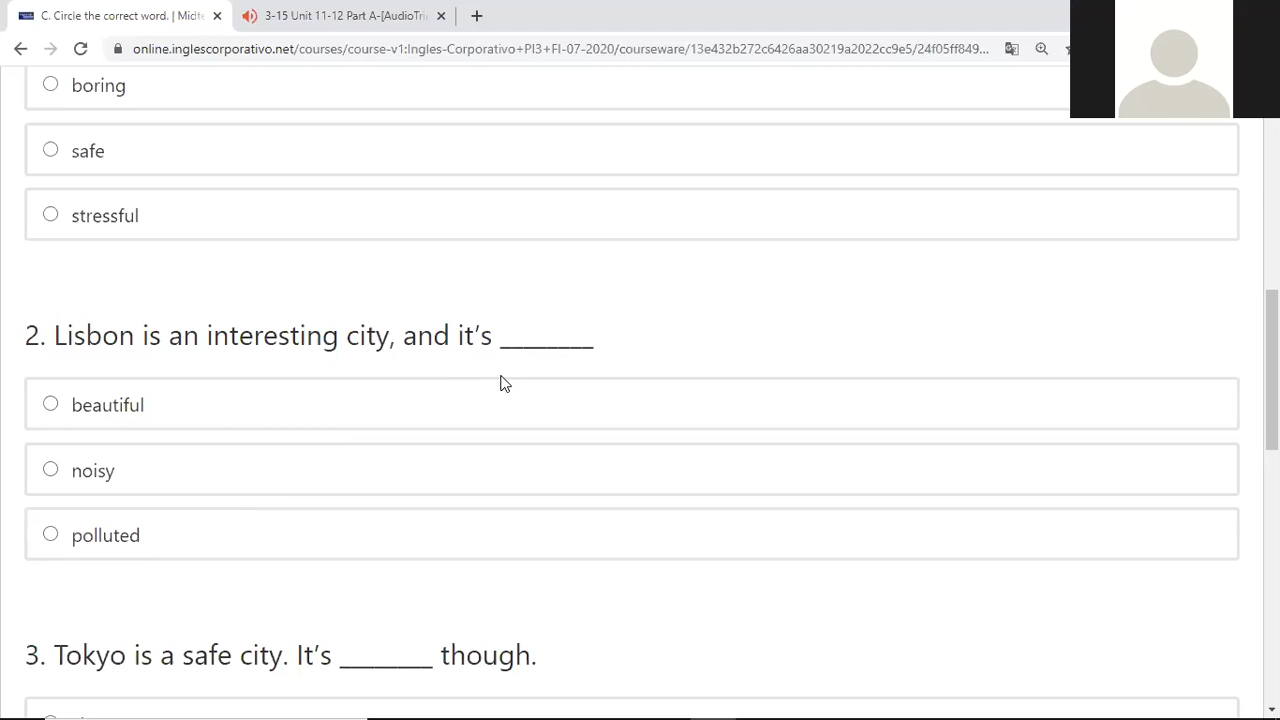 C. Circle the correct word. | Midte
3-15 Unit 11-12 Part A-[AudioTri
online.inglescorporativo.net/courses/course-v1:Ingles-Corporativo+PI3+FI-07-2020/courseware/13e432b272c6426aa30219a2022cc9e5/24f05ff849...
boring
safe
stressful
2. Lisbon is an interesting city, and it’s ________
beautiful
noisy
polluted
3. Tokyo is a safe city. It’s ________ though.